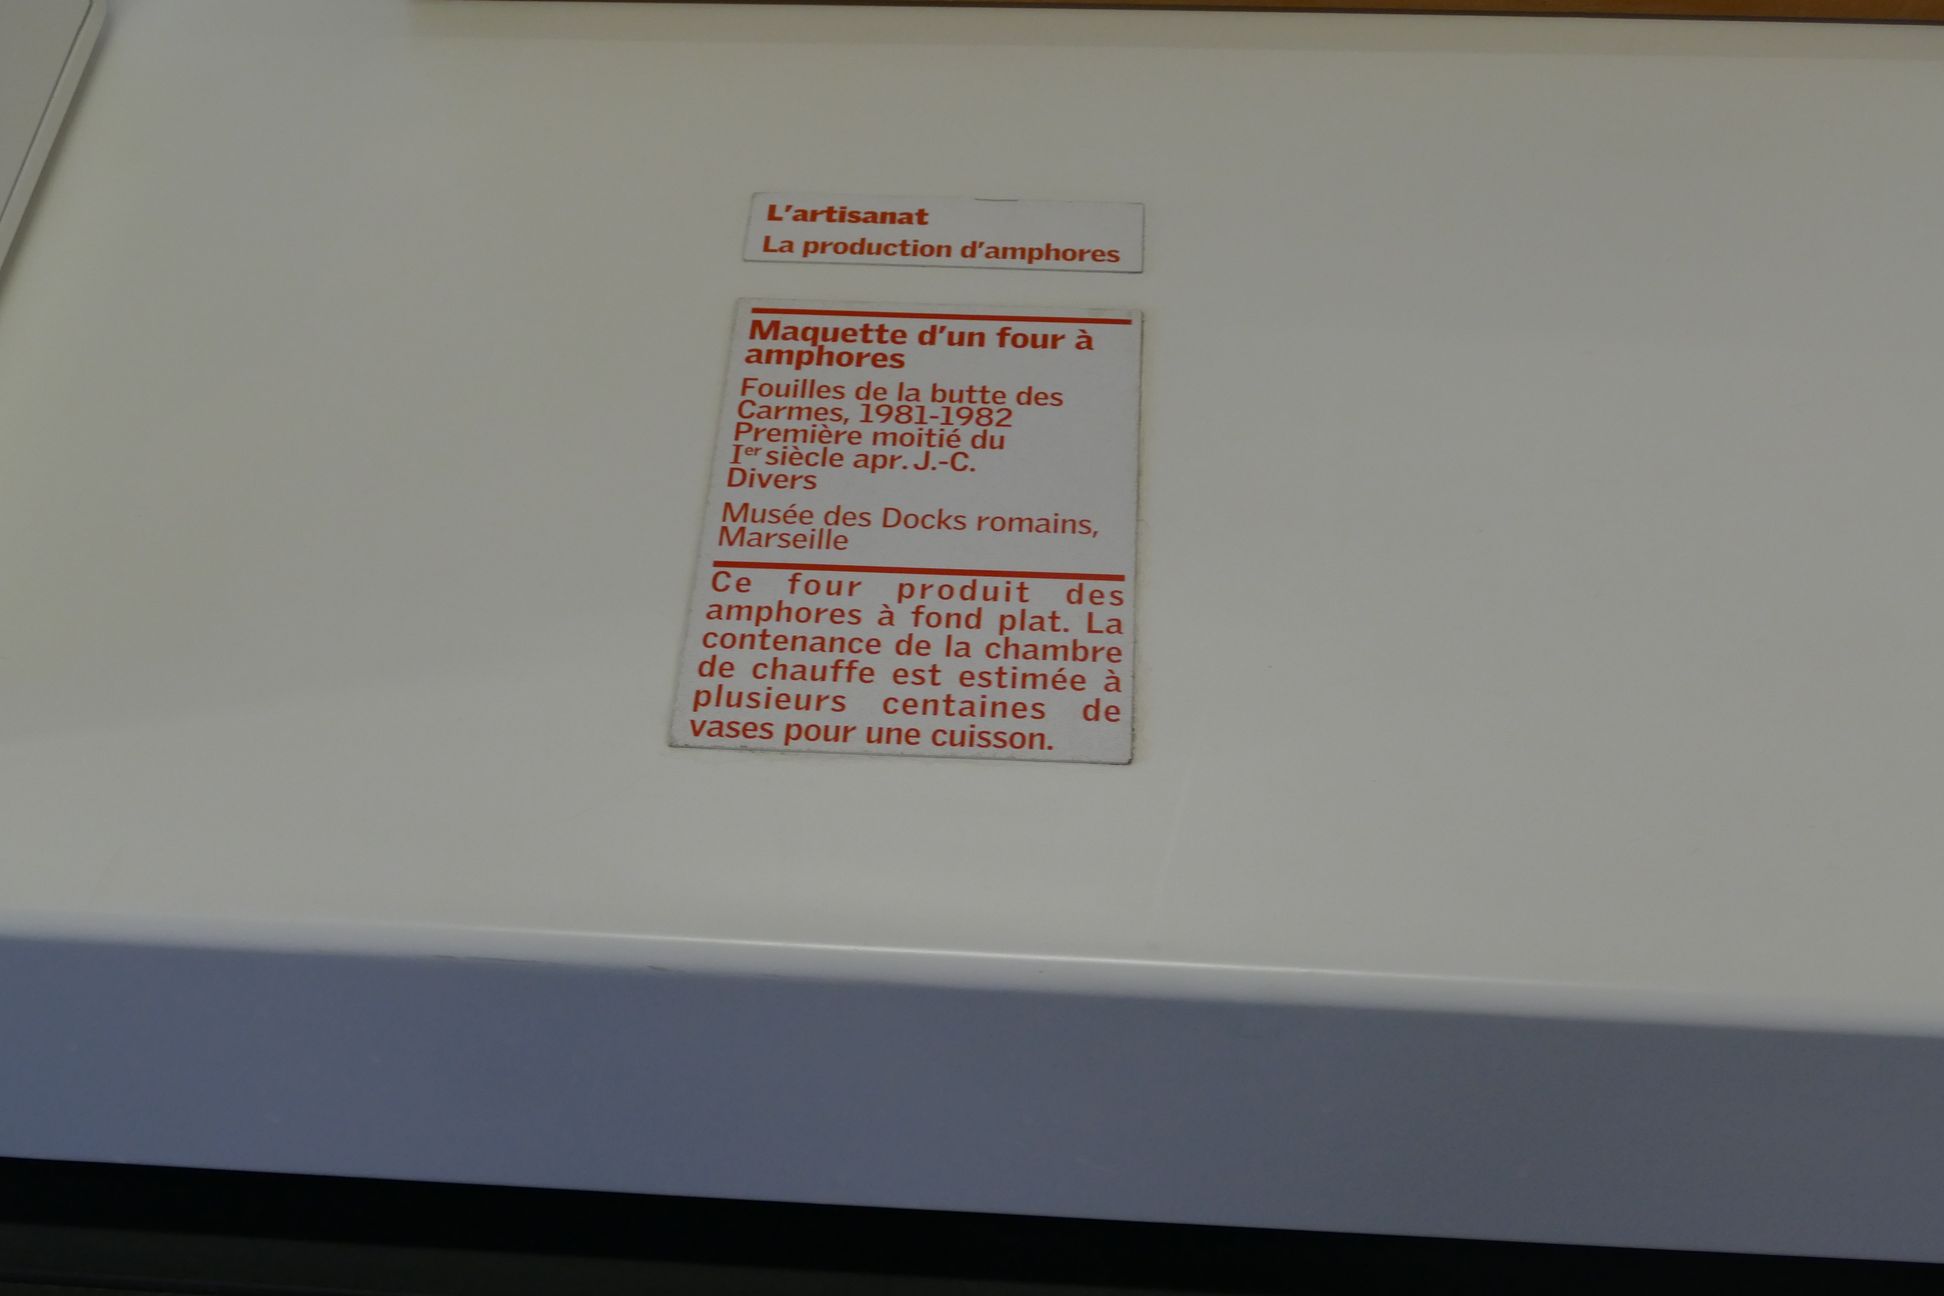 L'artisanat
La production d'amphores
Maquette d'un four à
amphores
Fouilles de la butte des
Carmes, 1981-1982
Première moitié du
Ier siècle apr. J.-C.
Divers
Musée des Docks romains,
Marseille
Ce four produit des
amphores à fond plat. La
contenance de la chambre
de chauffe est estimée à
plusieurs centaines de
vases pour une cuisson.